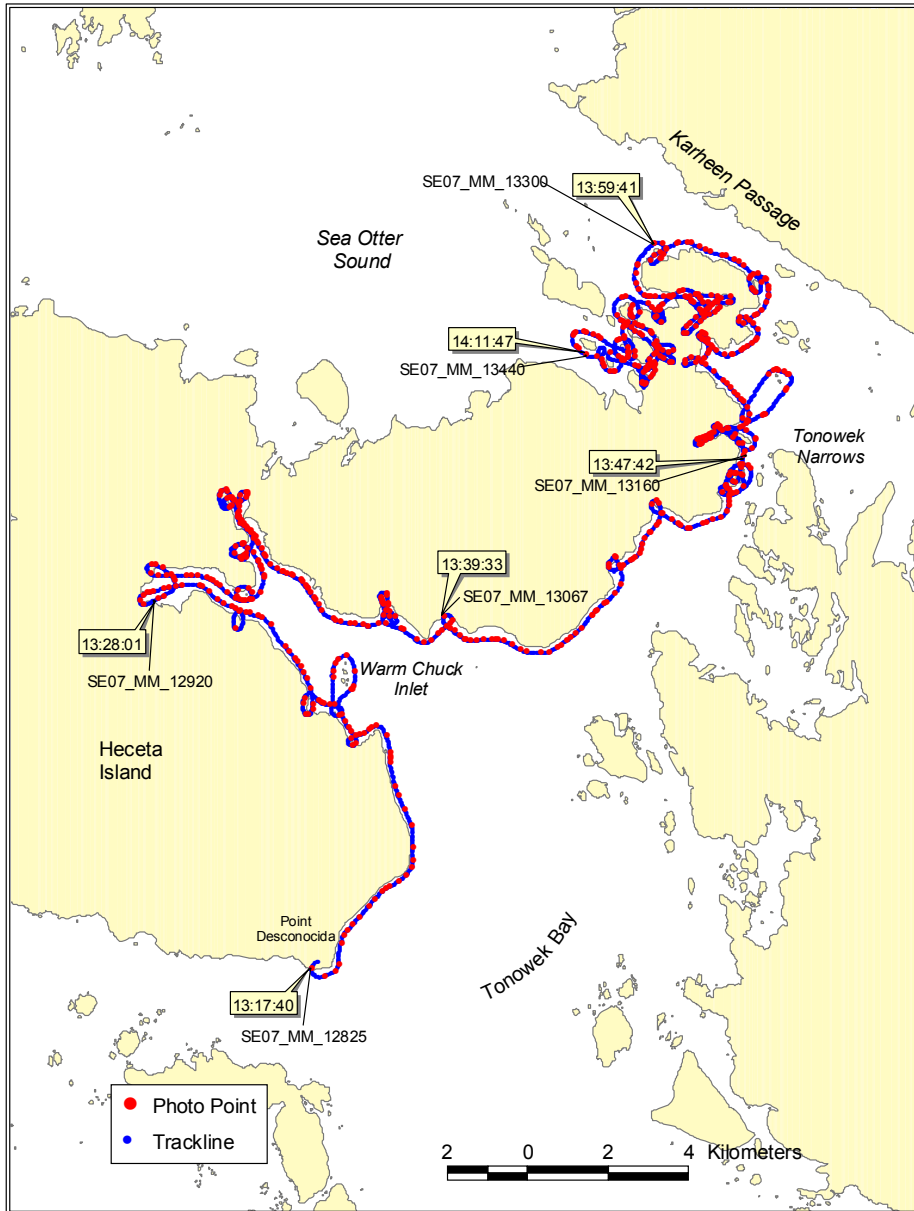 Karheen Passage
SE07_MM_13300
13:59:41
Sea Otter
Sound
14:11:47
SE07_MM_13440
Tonowek
Narrows
13:47:42
SE07_MM_13160
13:39:33
SE07_MM_13067
13:28:01
SE07_MM_12920
Warm Chuck
Inlet
Heceta
Island
Point
Desconocida
Tonowek Bay
13:17:40
SE07_MM_12825
Photo Point
Trackline
2 0 2 4 Kilometers